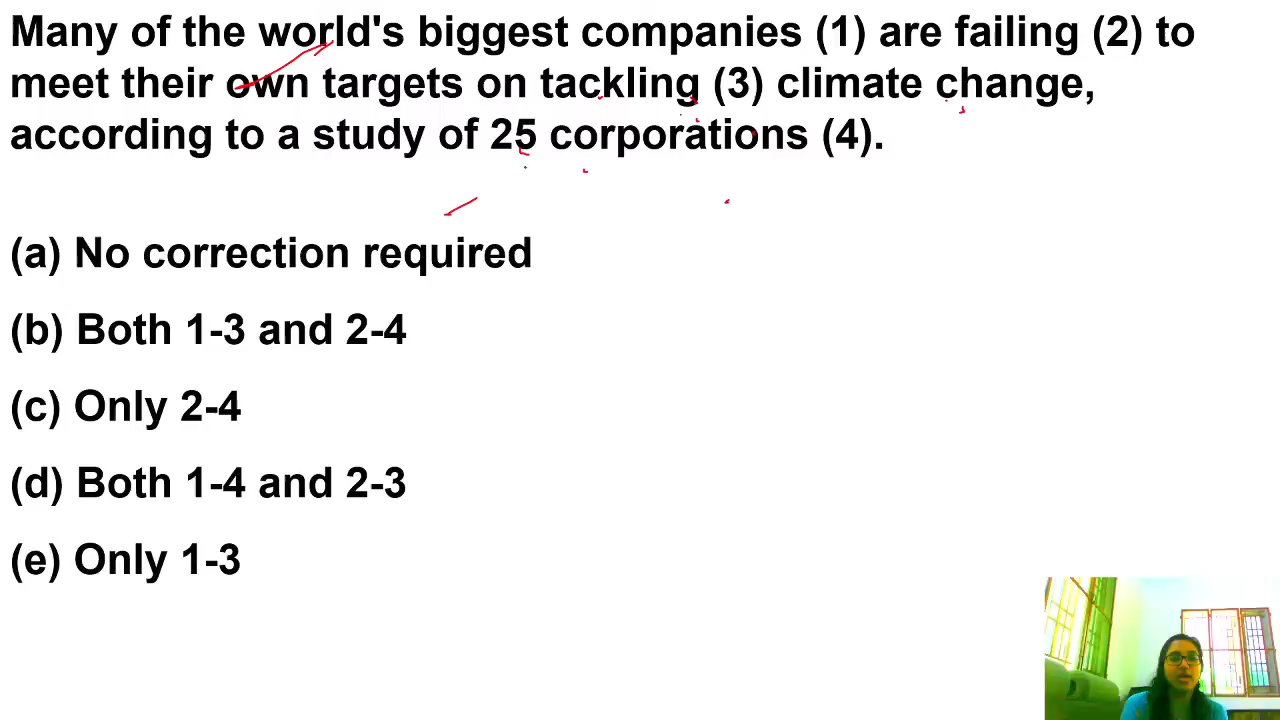 Many of the world's biggest companies (1) are failing (2) to
meet their own targets on tackling (3) climate change,
according to a study of 25 corporations (4).
(a) No correction required
(b) Both 1-3 and 2-4
(c) Only 2-4
(d) Both 1-4 and 2-3
(e) Only 1-3